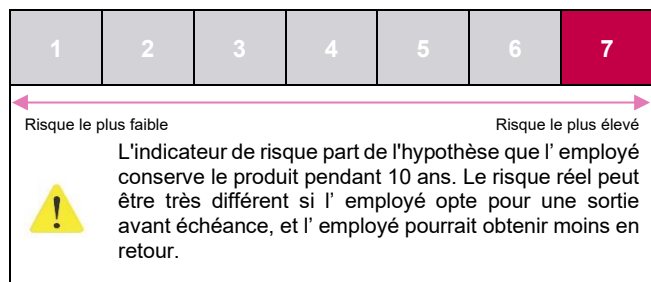 1 2 3 4 5 6 7
Risque le plus faible Risque le plus élevé
L'indicateur de risque part de l'hypothèse que l’ employé
conserve le produit pendant 10 ans. Le risque réel peut
être très différent si l’ employé opte pour une sortie
avant échéance, et l’ employé pourrait obtenir moins en
retour.